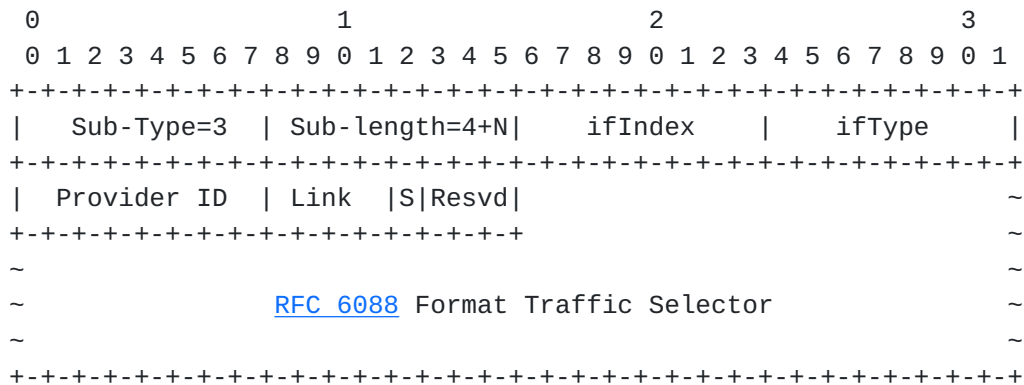 0                   1                   2                   3
 0 1 2 3 4 5 6 7 8 9 0 1 2 3 4 5 6 7 8 9 0 1 2 3 4 5 6 7 8 9 0 1
+-+-+-+-+-+-+-+-+-+-+-+-+-+-+-+-+-+-+-+-+-+-+-+-+-+-+-+-+-+-+-+-+
|   Sub-Type=3  | Sub-length=4+N|    ifIndex    |    ifType     |
+-+-+-+-+-+-+-+-+-+-+-+-+-+-+-+-+-+-+-+-+-+-+-+-+-+-+-+-+-+-+-+-+
|  Provider ID  | Link  |S|Resvd|                               ~
+-+-+-+-+-+-+-+-+-+-+-+-+-+-+-+-+                               ~
~                                                               ~
~                RFC 6088 Format Traffic Selector               ~
~                                                               ~
+-+-+-+-+-+-+-+-+-+-+-+-+-+-+-+-+-+-+-+-+-+-+-+-+-+-+-+-+-+-+-+-+